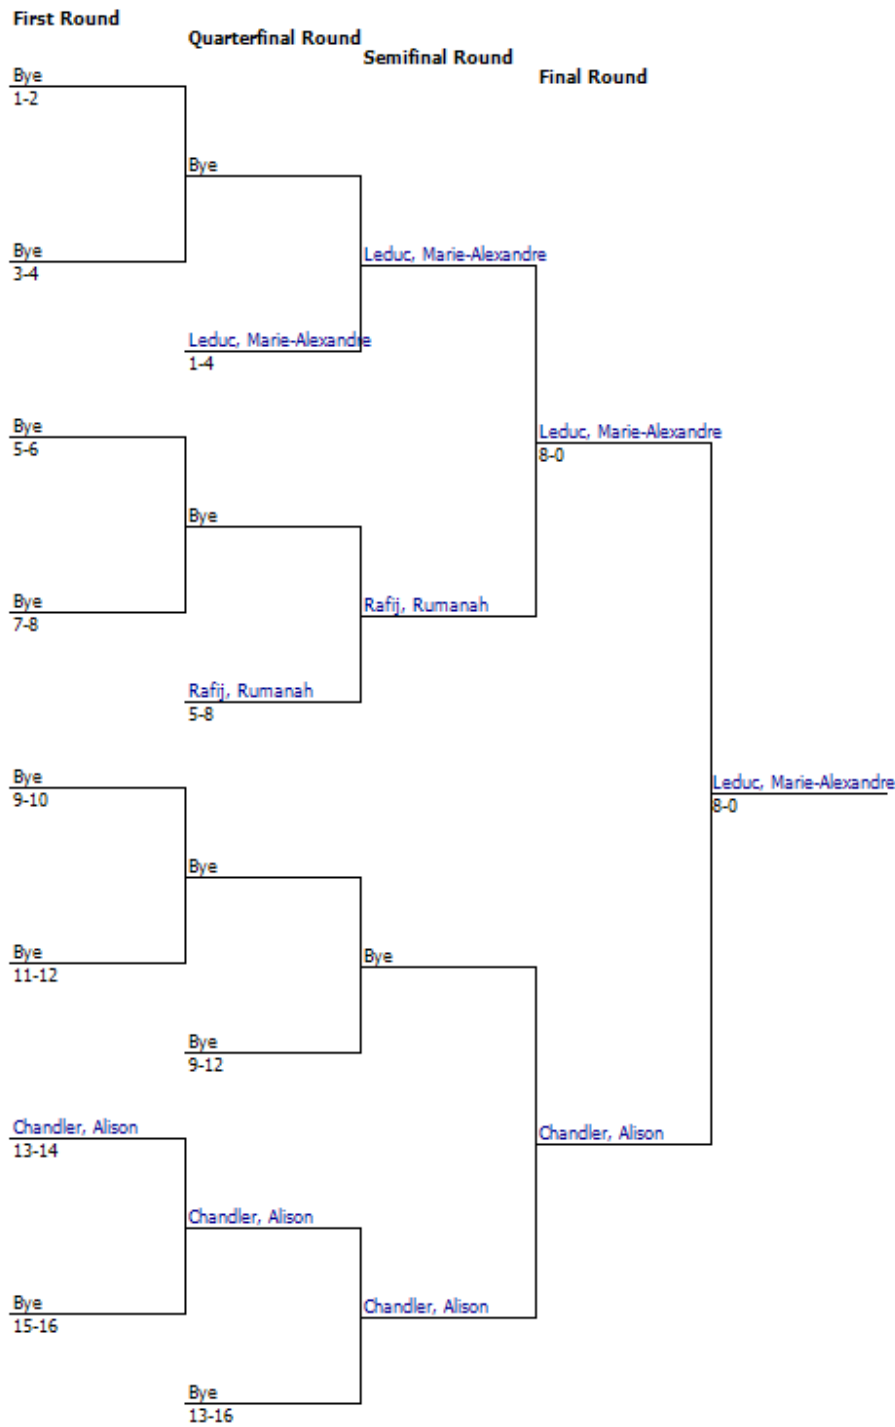 First Round
Quarterfinal Round
Semifinal Round
Final Round
Bye
1-2
Bye
Bye
3-4
Leduc, Marie-Alexandre
Leduc, Marie-Alexandre
1-4
Bye
5-6
Leduc, Marie-Alexandre
8-0
Bye
Bye
7-8
Rafij, Rumanah
Rafij, Rumanah
5-8
Bye
9-10
Leduc, Marie-Alexandre
8-0
Bye
Bye
11-12
Bye
Bye
9-12
Chandler, Alison
13-14
Chandler, Alison
Chandler, Alison
Bye
15-16
Chandler, Alison
Bye
13-16